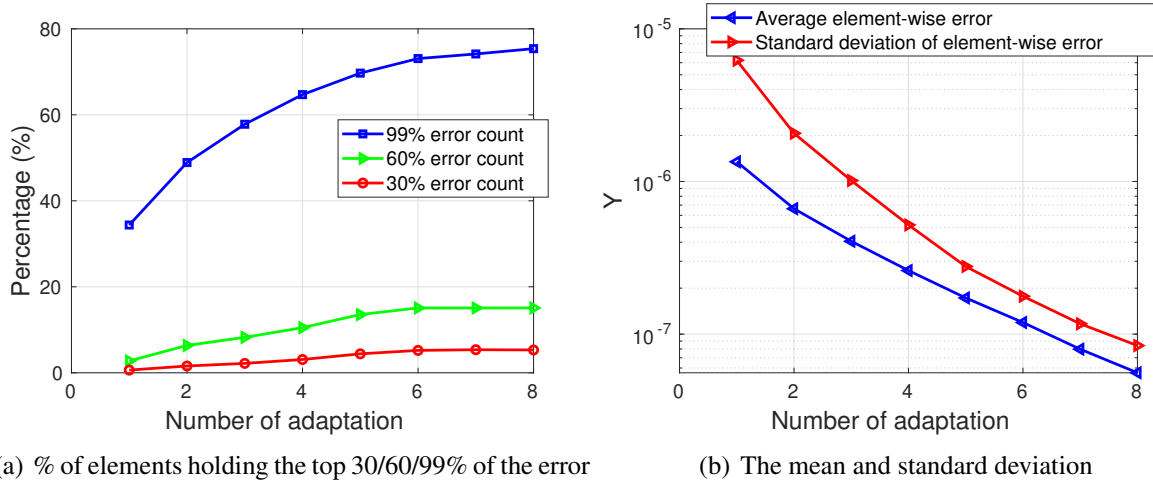 80
60
40
20
0
0
2
4
6
8
Percentage (%)
Number of adaptation
99% error count
60% error count
30% error count
10-5
10-6
10-7
0
2
4
6
8
Y
Number of adaptation
Average element-wise error
Standard deviation of element-wise error
a) % of elements holding the top 30/60/99% of the error
(b) The mean and standard deviation